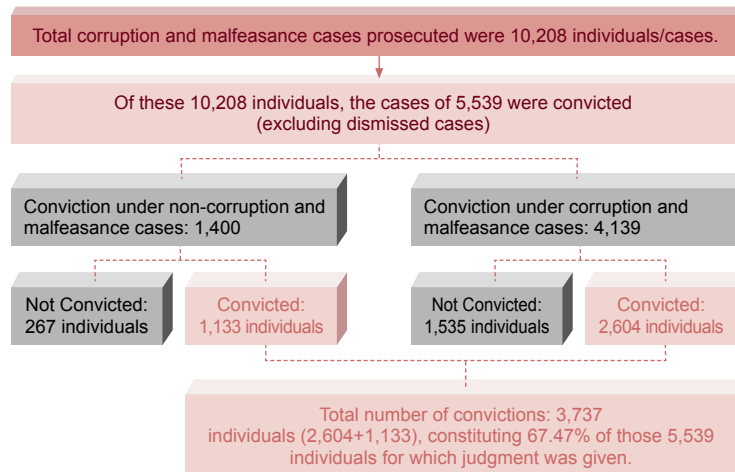 Total corruption and malfeasance cases prosecuted were 10,208 individuals/cases.
Of these 10,208 individuals, the cases of 5,539 were convicted
(excluding dismissed cases)
Conviction under non-corruption and
malfeasance cases: 1,400
Conviction under corruption and
malfeasance cases: 4,139
Not Convicted:
267 individuals
Convicted:
1,133 individuals
Not Convicted:
1,535 individuals
Convicted:
2,604 individuals
Total number of convictions: 3,737
individuals (2,604+1,133), constituting 67.47% of those 5,539
individuals for which judgment was given.